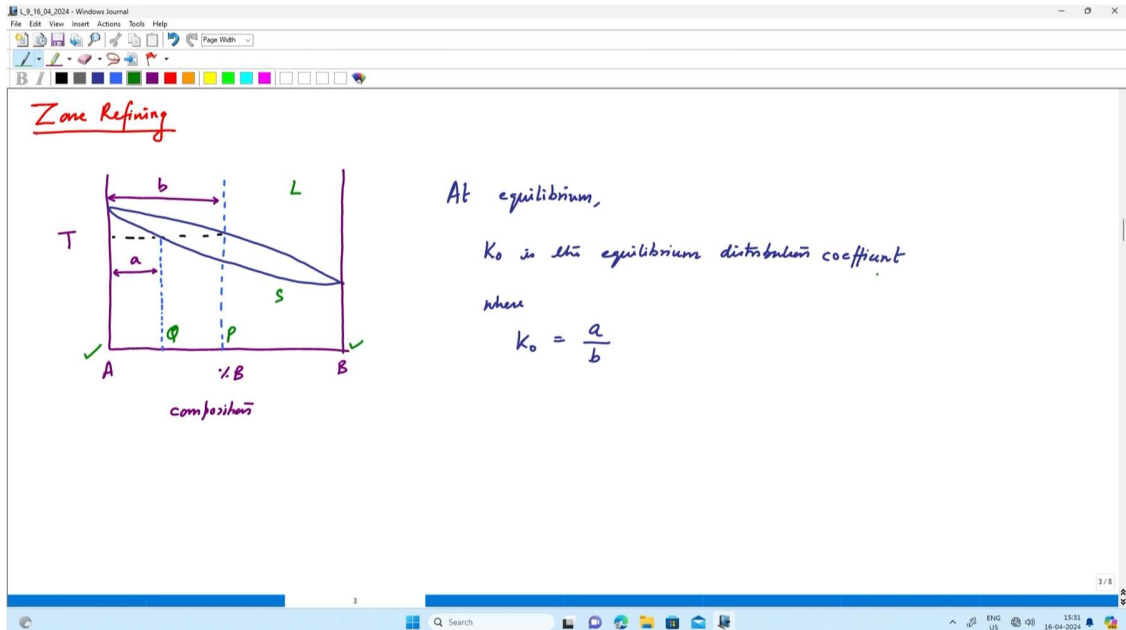 L_9_16_04_2024 - Windows Journal
File Edit View Insert Actions Tools Help
Page Width
B I
Zone Refining
b
L
T
a
S
Q P
A %B B
composition
At equilibrium,
K₀ is the equilibrium distribution coefficient
where
K₀ = a/b
3 / 8
3
Search
ENG
US
15:31
16-04-2024